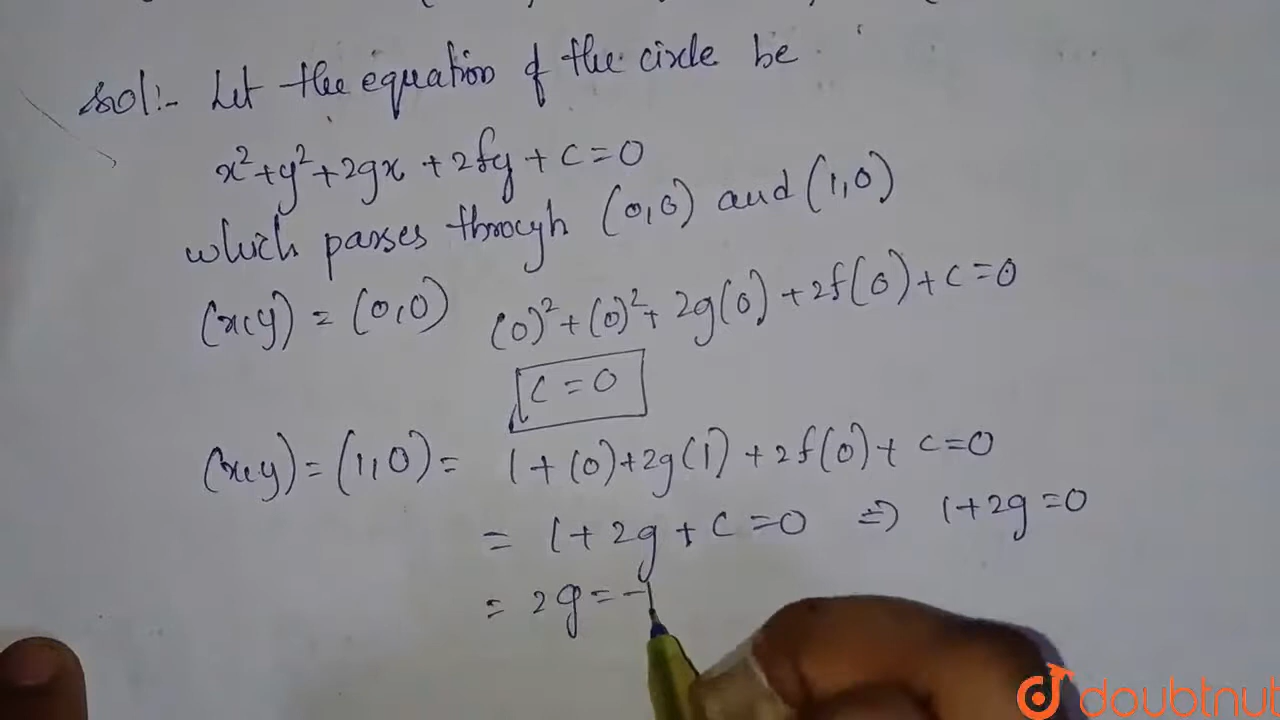 Sol:- Let the equation of the circle be
x²+y²+2gx+2fy+c=0
which passes through (0,0) and (1,0)
(x,y) = (0,0) (0)²+(0)²+2g(0)+2f(0)+c=0
c=0
(x,y)=(1,0)= 1+(0)+2g(1)+2f(0)+c=0
= 1+2g+c=0 ⇒ 1+2g=0
= 2g=-1
doubtnut